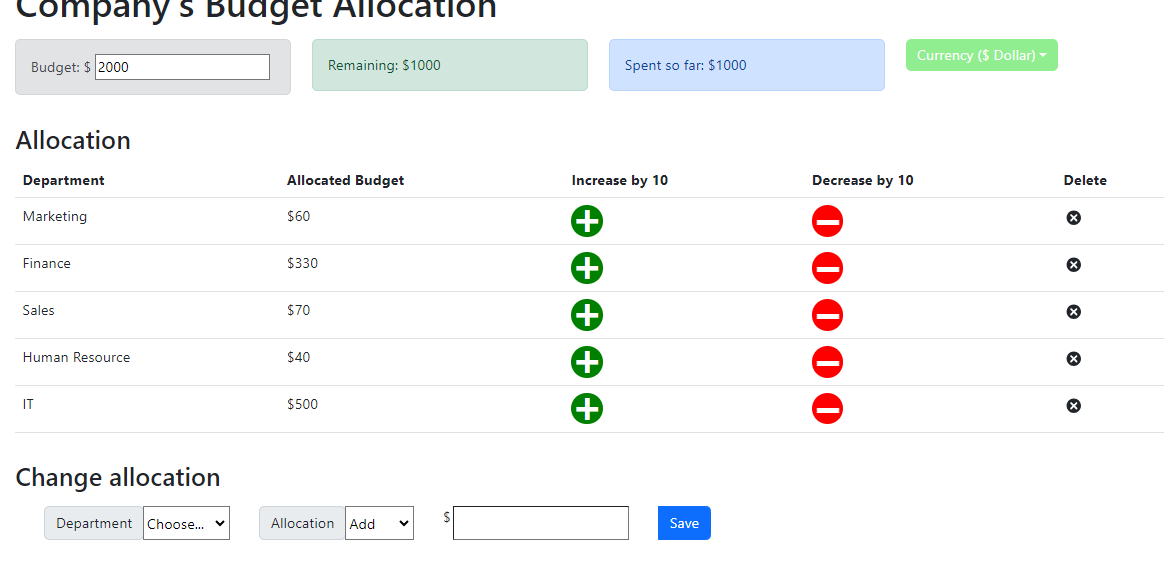 Company's Budget Allocation
Budget: $ 2000
Remaining: $1000
Spent so far: $1000
Currency ($ Dollar)
Allocation
Department Allocated Budget Increase by 10 Decrease by 10 Delete
Marketing $60
Finance $330
Sales $70
Human Resource $40
IT $500
Change allocation
Department Choose... Allocation Add $ Save